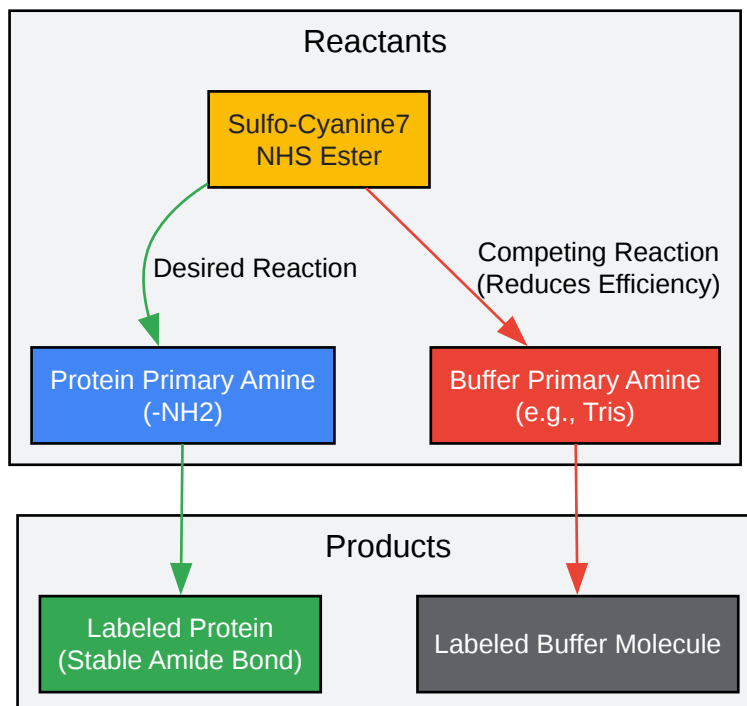 Reactants
Sulfo-Cyanine7
NHS Ester
Desired Reaction
Competing Reaction
(Reduces Efficiency)
Protein Primary Amine
(-NH2)
Buffer Primary Amine
(e.g., Tris)
Products
Labeled Protein
(Stable Amide Bond)
Labeled Buffer Molecule